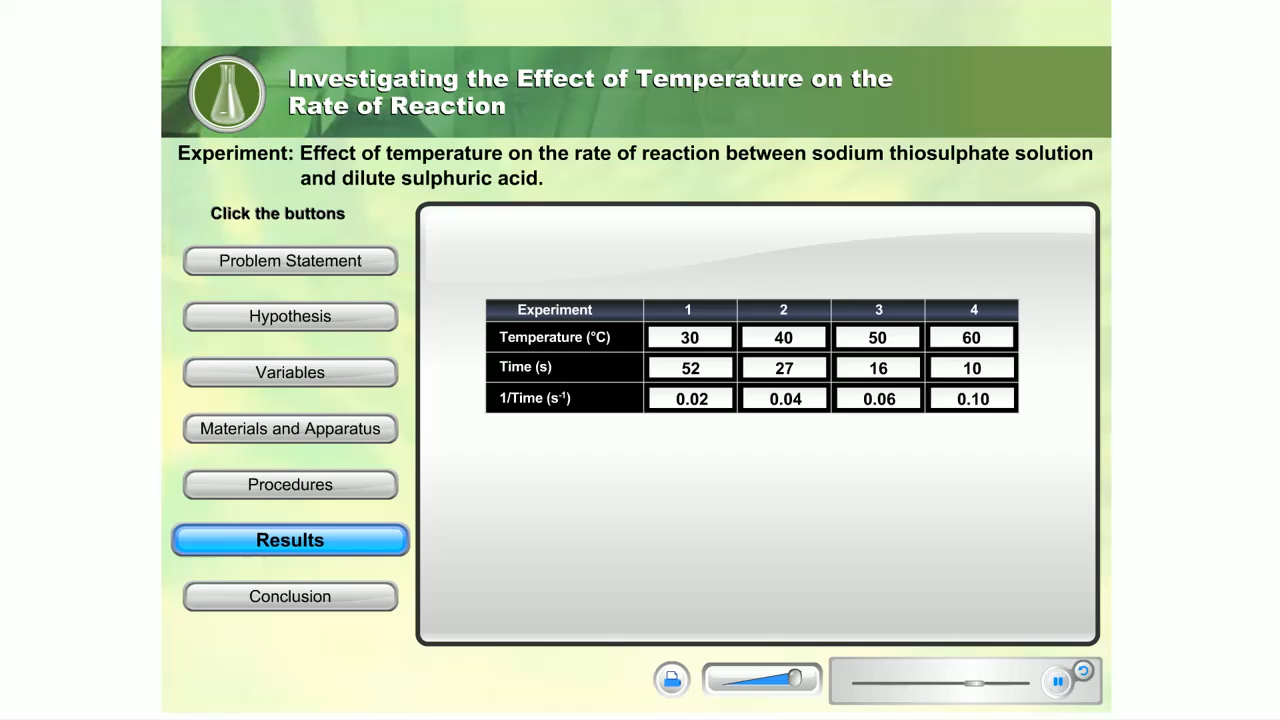 Investigating the Effect of Temperature on the
Rate of Reaction
Experiment: Effect of temperature on the rate of reaction between sodium thiosulphate solution
and dilute sulphuric acid.
Click the buttons
Problem Statement
Hypothesis
Variables
Materials and Apparatus
Procedures
Results
Conclusion
Experiment 1 2 3 4
Temperature (°C) 30 40 50 60
Time (s) 52 27 16 10
1/Time (s⁻¹) 0.02 0.04 0.06 0.10